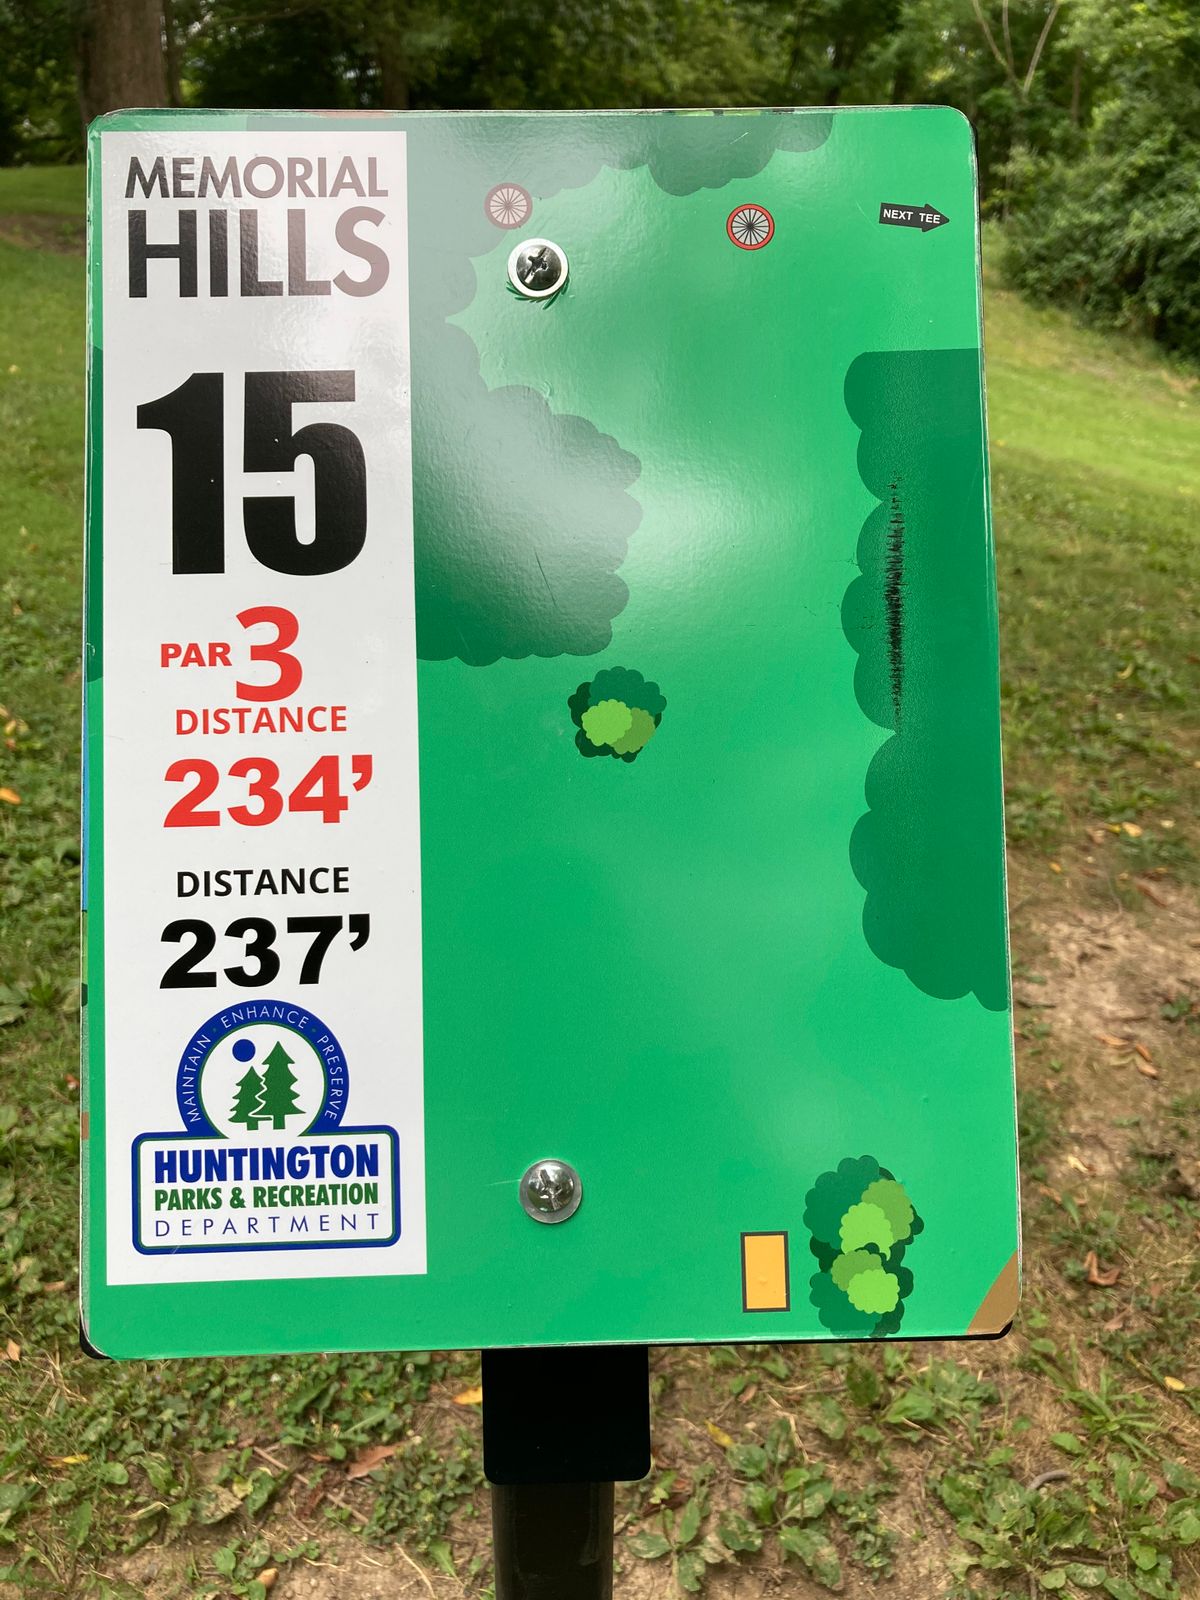 MEMORIAL
HILLS
NEXT TEE
15
PAR 3
DISTANCE
234’
DISTANCE
237’
MAINTAIN · ENHANCE · PRESERVE
HUNTINGTON
PARKS & RECREATION
DEPARTMENT